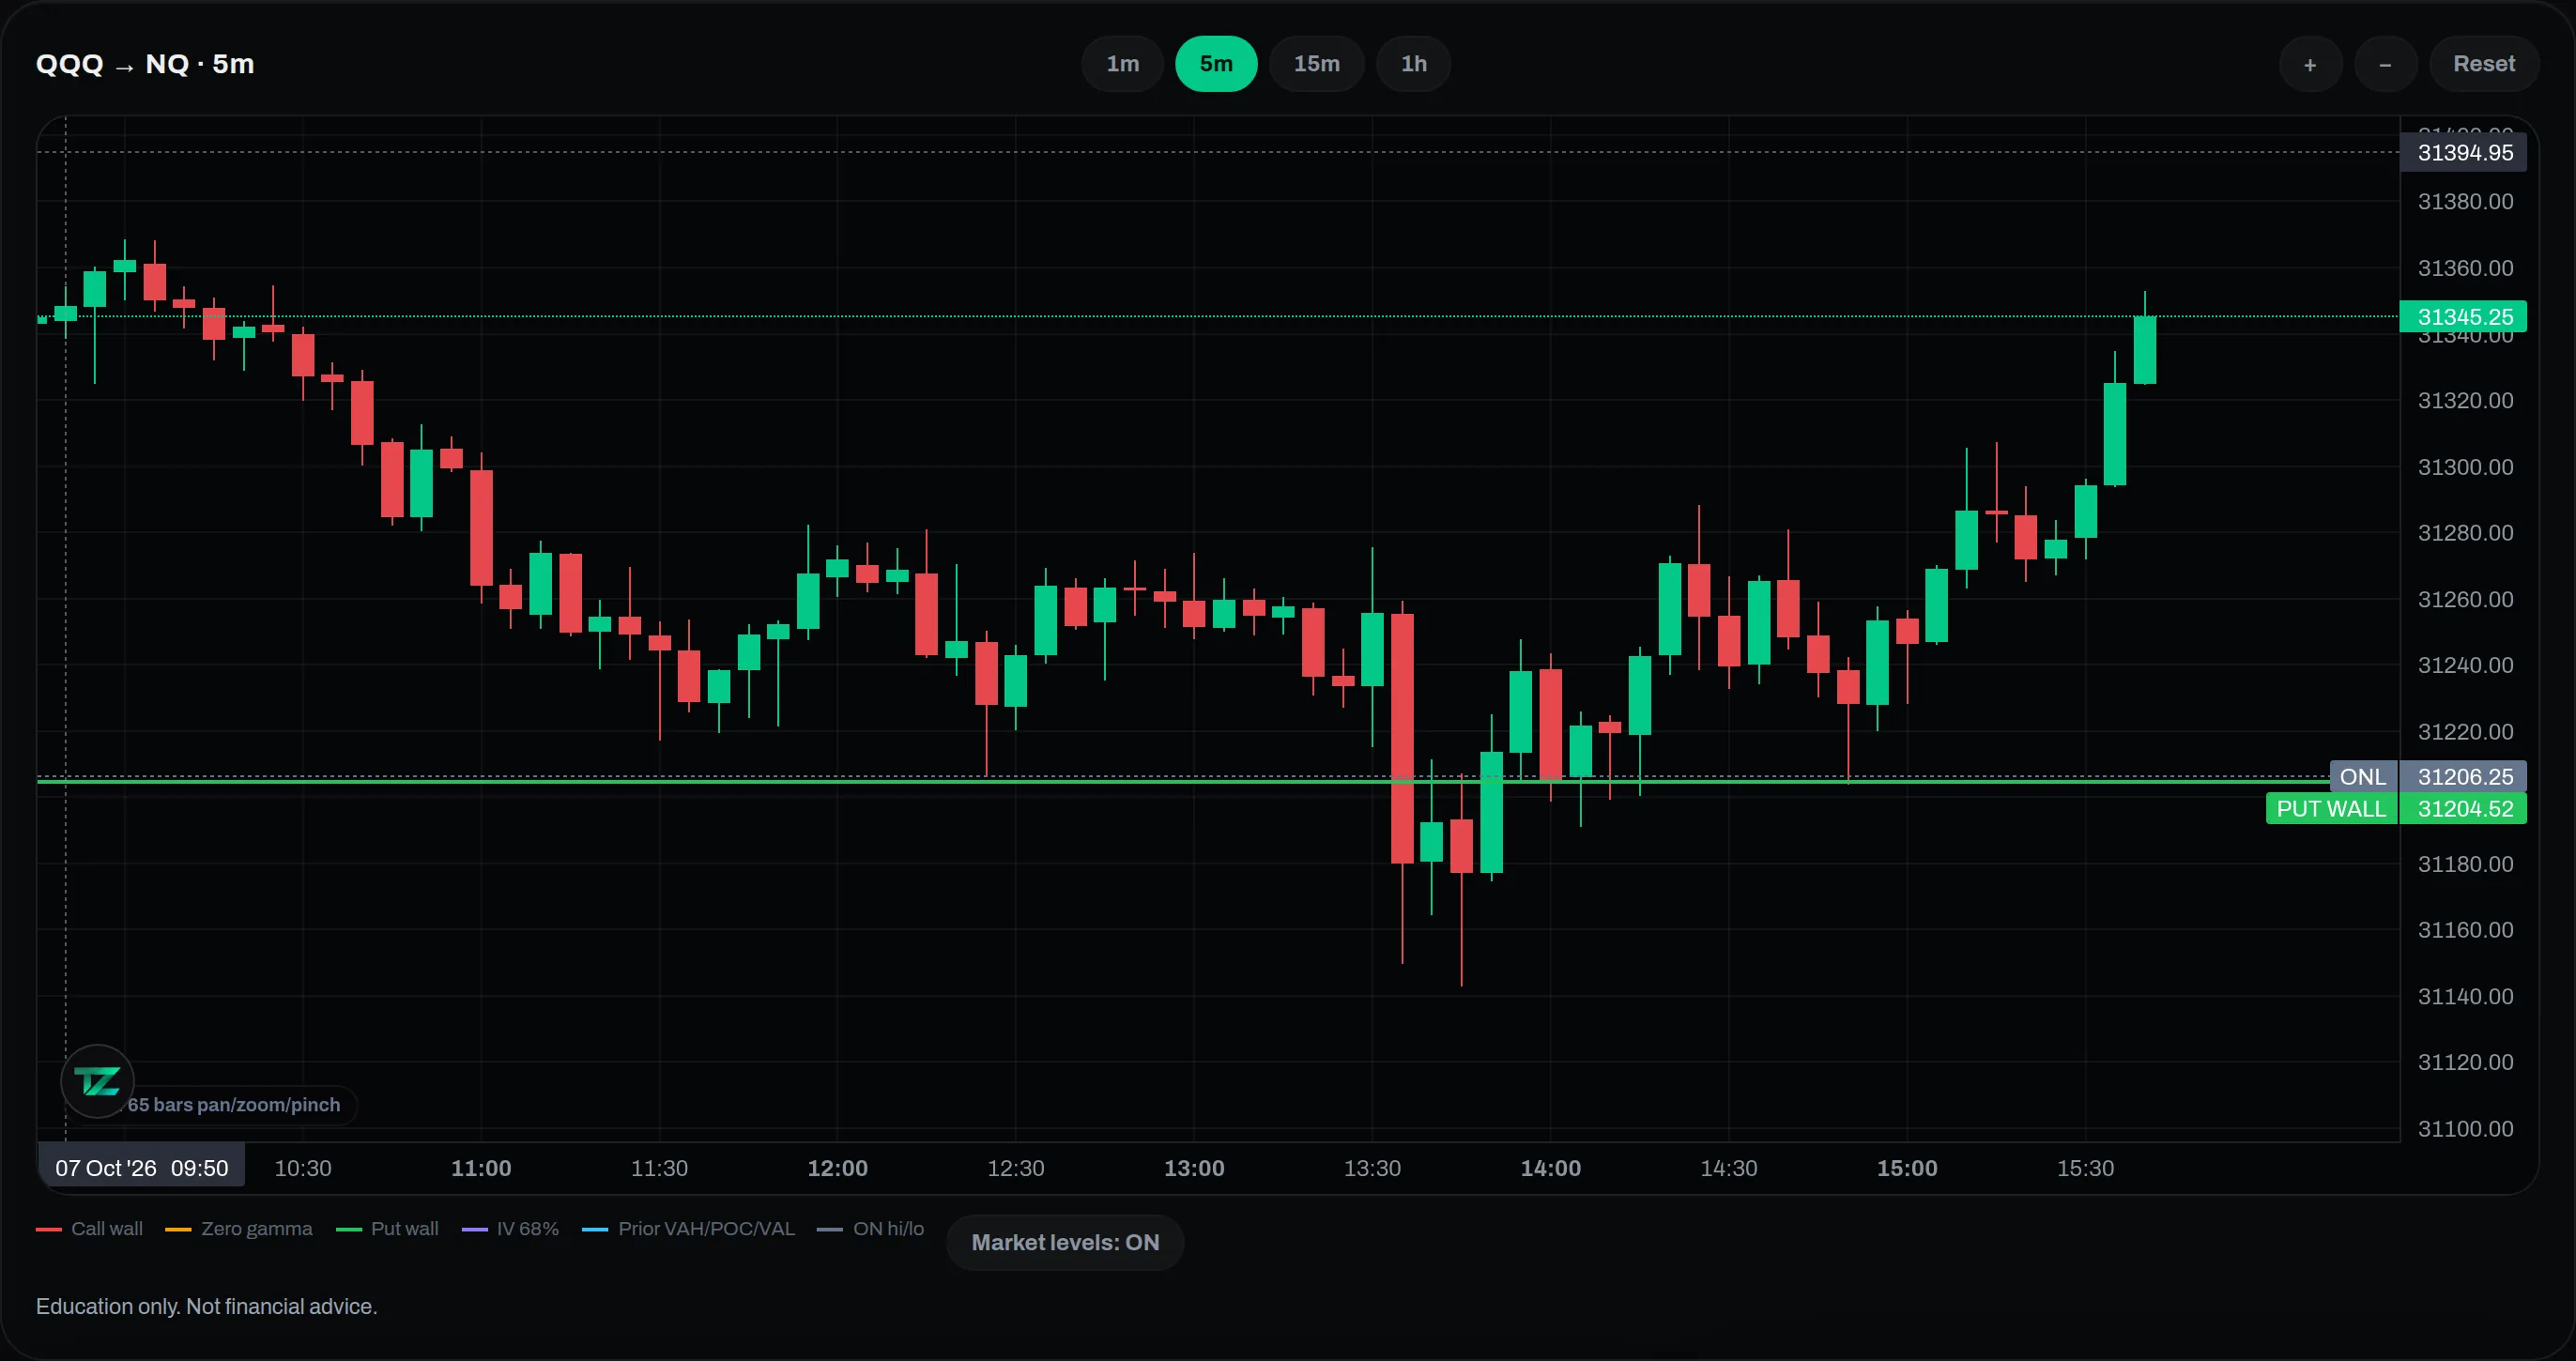 QQQ → NQ · 5m
1m 5m 15m 1h
+ − Reset
31394.95
31380.00
31360.00
31345.25
31340.00
31320.00
31300.00
31280.00
31260.00
31240.00
31220.00
ONL 31206.25
PUT WALL 31204.52
31180.00
31160.00
31140.00
31120.00
31100.00
TZ
65 bars pan/zoom/pinch
07 Oct '26 09:50 10:30 11:00 11:30 12:00 12:30 13:00 13:30 14:00 14:30 15:00 15:30
Call wall Zero gamma Put wall IV 68% Prior VAH/POC/VAL ON hi/lo Market levels: ON
Education only. Not financial advice.